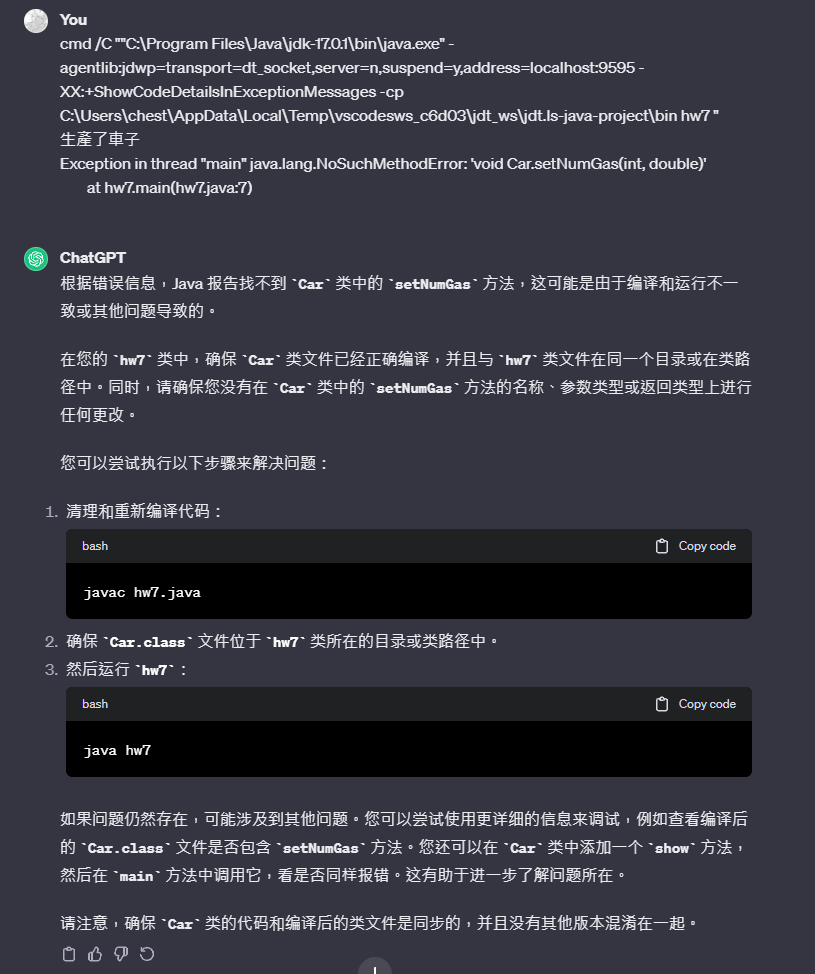 You
cmd /C ""C:\Program Files\Java\jdk-17.0.1\bin\java.exe" -
agentlib:jdwp=transport=dt_socket,server=n,suspend=y,address=localhost:9595 -
XX:+ShowCodeDetailsInExceptionMessages -cp
C:\Users\chest\AppData\Local\Temp\vscodesws_c6d03\jdt_ws\jdt.ls-java-project\bin hw7 "
生產了車子
Exception in thread "main" java.lang.NoSuchMethodError: 'void Car.setNumGas(int, double)'
at hw7.main(hw7.java:7)
ChatGPT
根据错误信息，Java 报告找不到 `Car` 类中的 `setNumGas` 方法，这可能是由于编译和运行不一
致或其他问题导致的。
在您的 `hw7` 类中，确保 `Car` 类文件已经正确编译，并且与 `hw7` 类文件在同一个目录或在类路
径中。同时，请确保您没有在 `Car` 类中的 `setNumGas` 方法的名称、参数类型或返回类型上进行
任何更改。
您可以尝试执行以下步骤来解决问题：
1. 清理和重新编译代码：
bash Copy code
javac hw7.java
2. 确保 `Car.class` 文件位于 `hw7` 类所在的目录或类路径中。
3. 然后运行 `hw7`：
bash Copy code
java hw7
如果问题仍然存在，可能涉及到其他问题。您可以尝试使用更详细的信息来调试，例如查看编译后
的 `Car.class` 文件是否包含 `setNumGas` 方法。您还可以在 `Car` 类中添加一个 `show` 方法，
然后在 `main` 方法中调用它，看是否同样报错。这有助于进一步了解问题所在。
请注意，确保 `Car` 类的代码和编译后的类文件是同步的，并且没有其他版本混淆在一起。